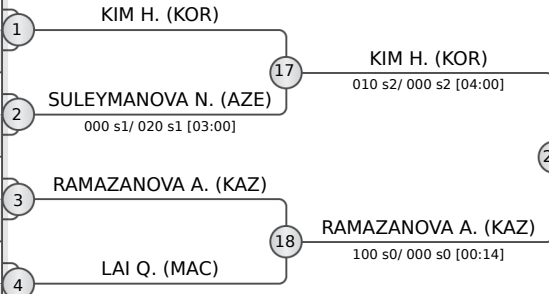 1
KIM H. (KOR)
17
KIM H. (KOR)
010 s2/ 000 s2 [04:00]
2
SULEYMANOVA N. (AZE)
000 s1/ 020 s1 [03:00]
3
RAMAZANOVA A. (KAZ)
18
RAMAZANOVA A. (KAZ)
100 s0/ 000 s0 [00:14]
4
LAI Q. (MAC)